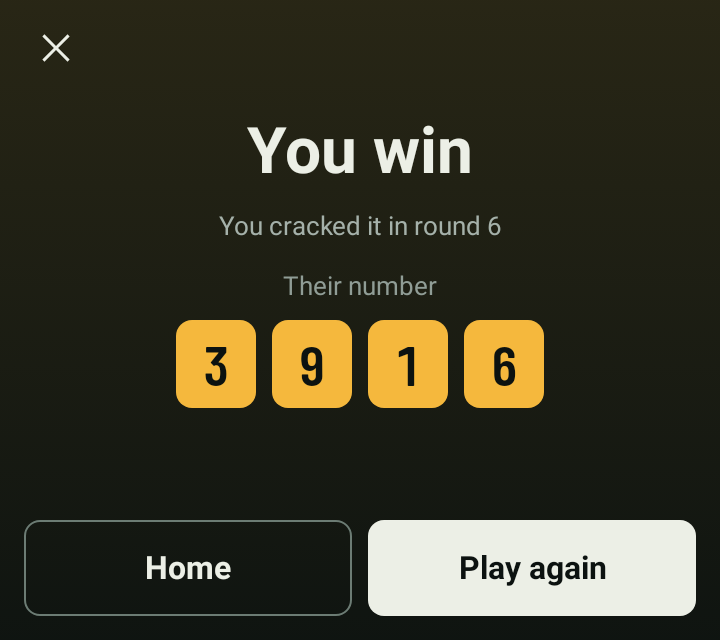 You win
You cracked it in round 6
Their number
3 9 1 6
Home Play again